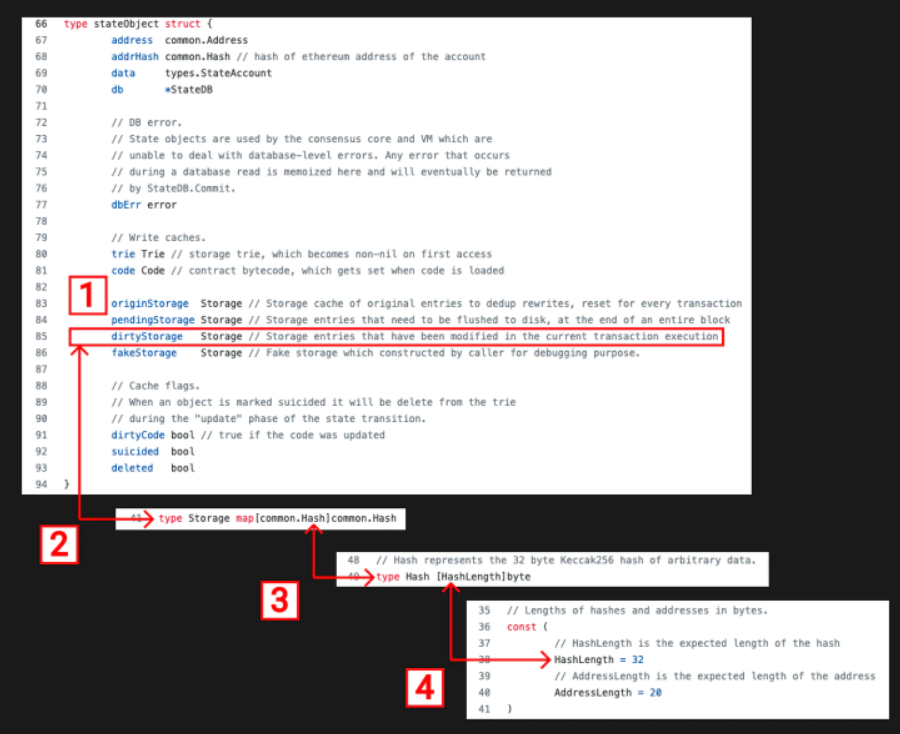 66 type stateObject struct {
67 address common.Address
68 addrHash common.Hash // hash of ethereum address of the account
69 data types.StateAccount
70 db *StateDB
71
72 // DB error.
73 // State objects are used by the consensus core and VM which are
74 // unable to deal with database-level errors. Any error that occurs
75 // during a database read is memoized here and will eventually be returned
76 // by StateDB.Commit.
77 dbErr error
78
79 // Write caches.
80 trie Trie // storage trie, which becomes non-nil on first access
81 code Code // contract bytecode, which gets set when code is loaded
82
1
83 originStorage Storage // Storage cache of original entries to dedup rewrites, reset for every transaction
84 pendingStorage Storage // Storage entries that need to be flushed to disk, at the end of an entire block
85 dirtyStorage Storage // Storage entries that have been modified in the current transaction execution
86 fakeStorage Storage // Fake storage which constructed by caller for debugging purpose.
87
88 // Cache flags.
89 // When an object is marked suicided it will be delete from the trie
90 // during the "update" phase of the state transition.
91 dirtyCode bool // true if the code was updated
92 suicided bool
93 deleted bool
94 }
2
41 type Storage map[common.Hash]common.Hash
3
48 // Hash represents the 32 byte Keccak256 hash of arbitrary data.
49 type Hash [HashLength]byte
4
35 // Lengths of hashes and addresses in bytes.
36 const (
37 // HashLength is the expected length of the hash
38 HashLength = 32
39 // AddressLength is the expected length of the address
40 AddressLength = 20
41 )